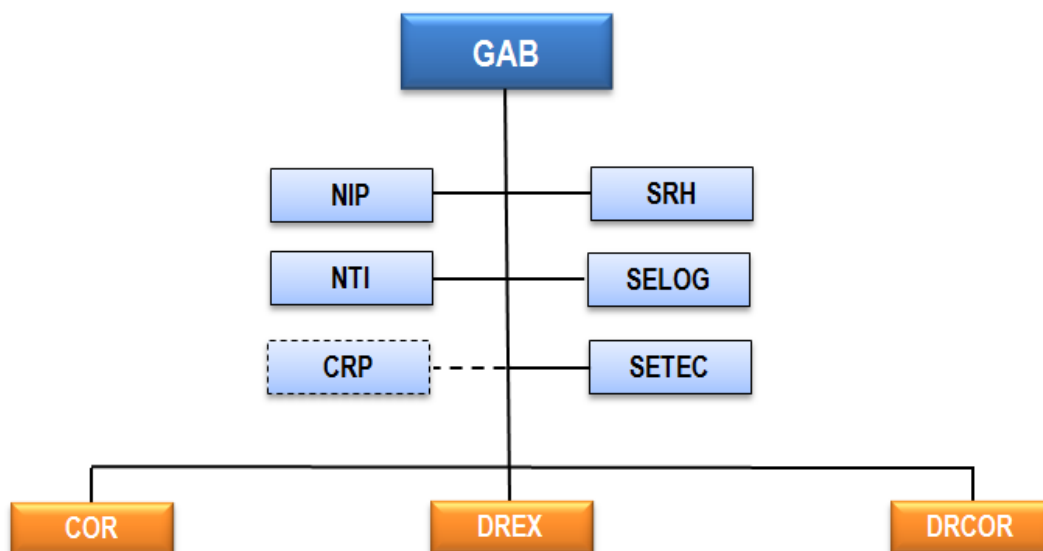 GAB
NIP
SRH
NTI
SELOG
CRP
SETEC
COR
DREX
DRCOR